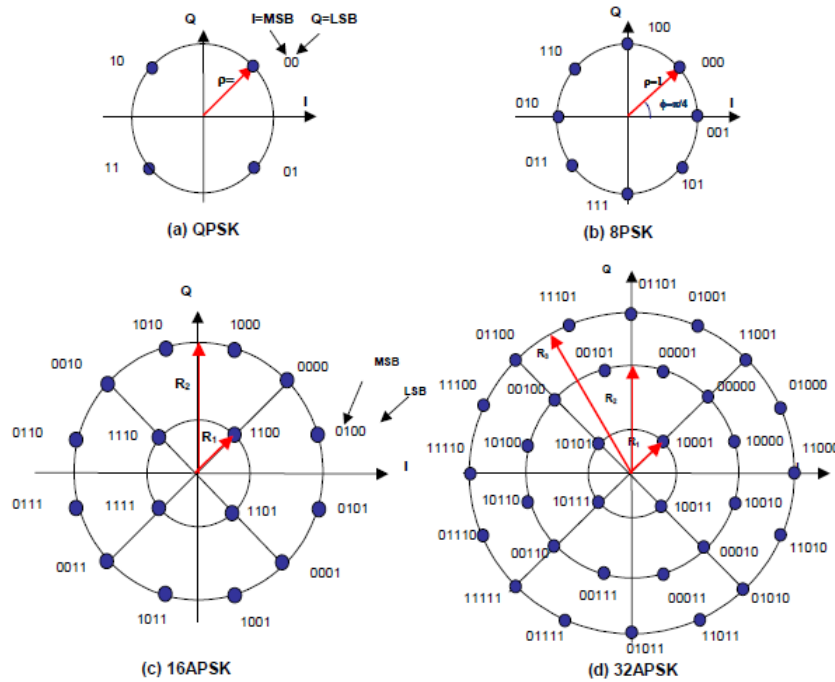 Q I=MSB Q=LSB
10 00
ρ=
I
11 01
(a) QPSK
Q 100
110 000
ρ=1
010 ϕ=π/4 I
001
011 101
111
(b) 8PSK
Q
1010 1000
0010 0000 MSB
R2 LSB
0110 1110 R1 1100 0100
I
0111 1111 1101 0101
0011 0001
1011 1001
(c) 16APSK
Q
11101 01101 01001
01100 11001
R3 00101 00001
11100 00100 R2 00000 01000
10100 10101 R1 10001 10000
11110 11000
10110 10111 10011 10010
01110 00110 00010 11010
00111 00011
11111 01010
01111 01011 11011
(d) 32APSK